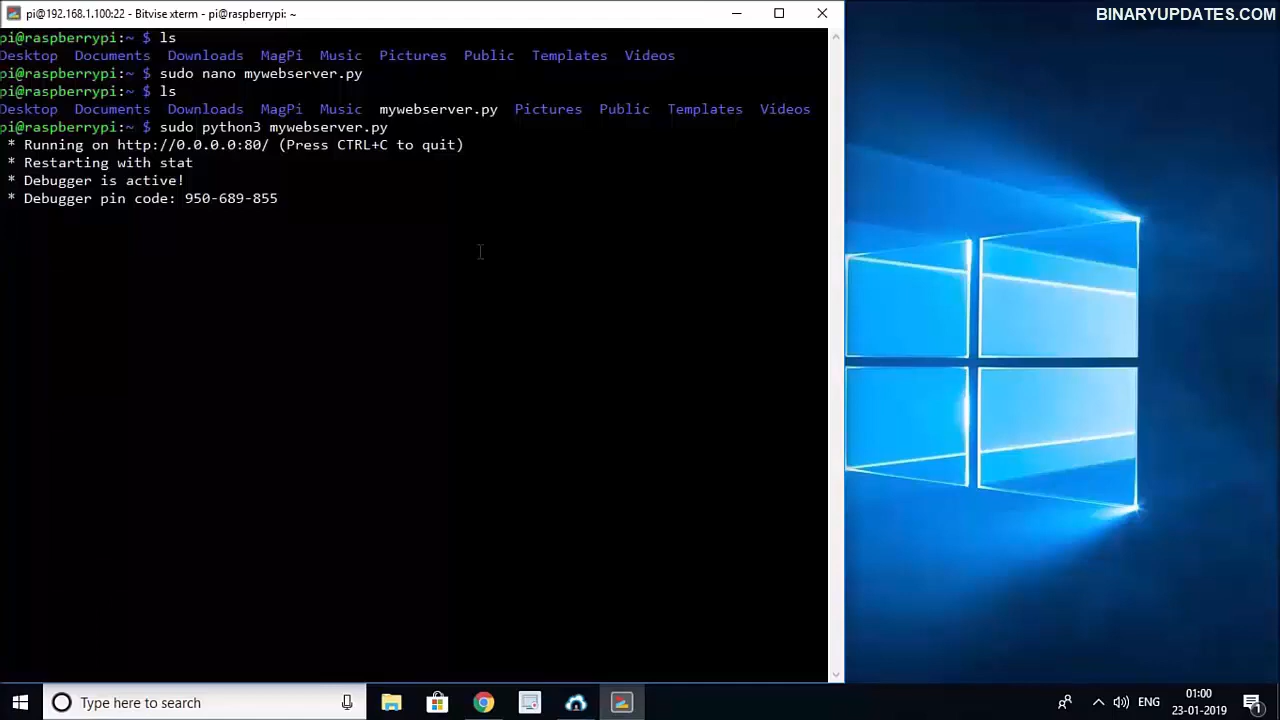 BINARYUPDATES.COM
pi@192.168.1.100:22 - Bitvise xterm - pi@raspberrypi: ~
pi@raspberrypi:~ $ ls
Desktop Documents Downloads MagPi Music Pictures Public Templates Videos
pi@raspberrypi:~ $ sudo nano mywebserver.py
pi@raspberrypi:~ $ ls
Desktop Documents Downloads MagPi Music mywebserver.py Pictures Public Templates Videos
pi@raspberrypi:~ $ sudo python3 mywebserver.py
* Running on http://0.0.0.0:80/ (Press CTRL+C to quit)
* Restarting with stat
* Debugger is active!
* Debugger pin code: 950-689-855
Type here to search
ENG
01:00
23-01-2019
1